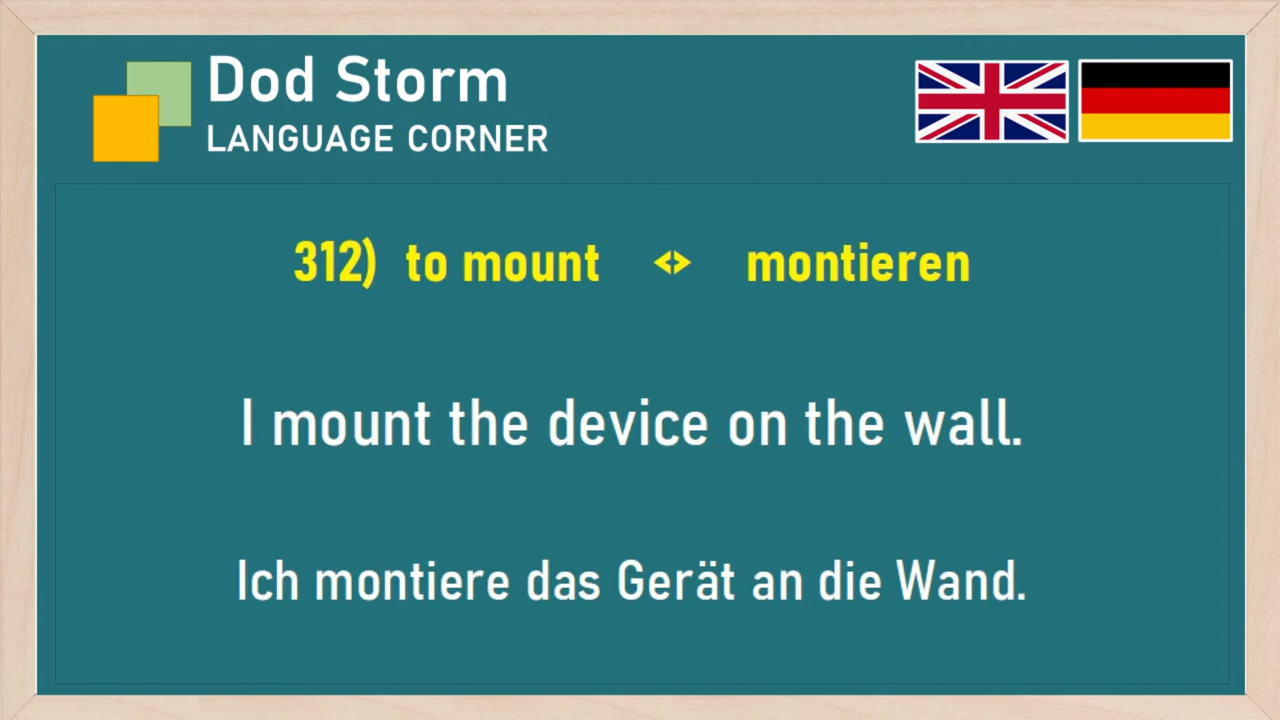 Dod Storm
LANGUAGE CORNER
312) to mount <> montieren
I mount the device on the wall.
Ich montiere das Gerät an die Wand.